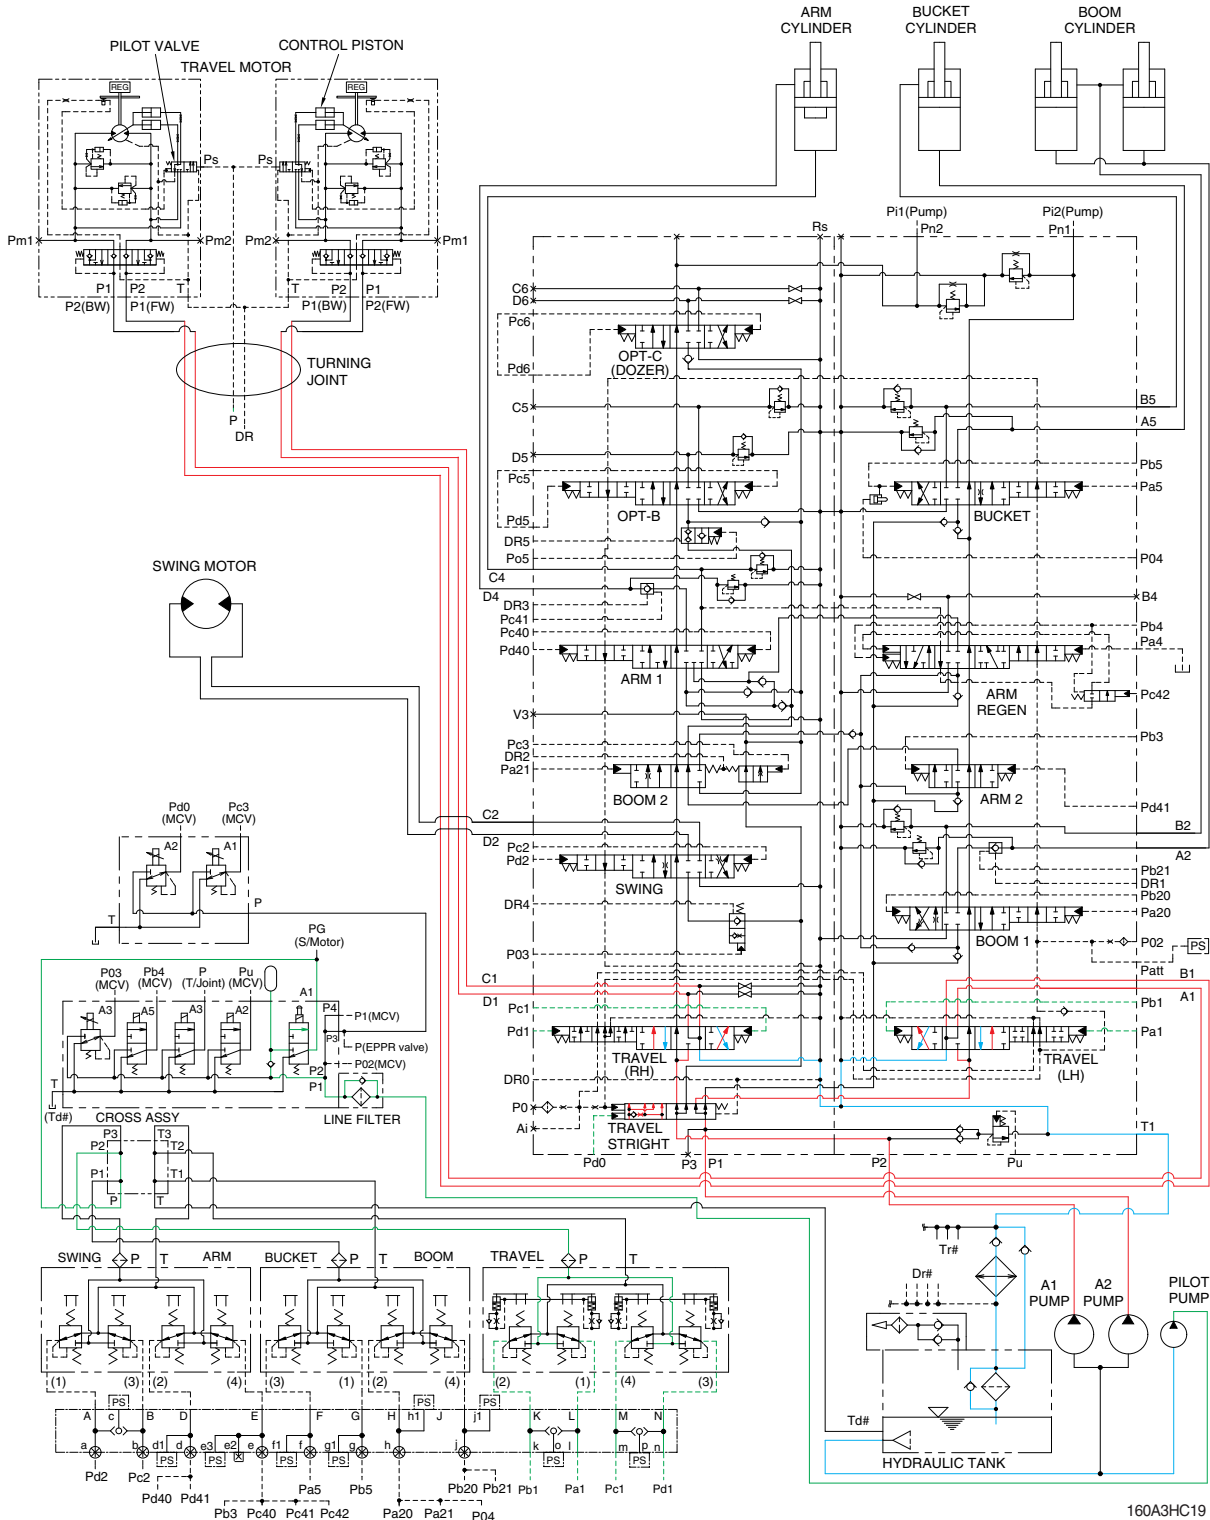 ARM
CYLINDER
BUCKET
CYLINDER
BOOM
CYLINDER
PILOT VALVE
CONTROL PISTON
TRAVEL MOTOR
REG
REG
Ps
Ps
Pm1
Pm2
Pm2
Pm1
P1
P2
T
T
P2
P1
P2(BW)
P1(FW)
P1(BW)
P2(FW)
TURNING
JOINT
P
DR
Pi1(Pump)
Pn2
Pi2(Pump)
Pn1
Rs
C6
D6
Pc6
Pd6
OPT-C
(DOZER)
C5
D5
Pc5
Pd5
OPT-B
DR5
Po5
B5
A5
Pb5
Pa5
BUCKET
P04
SWING MOTOR
C4
D4
DR3
Pc41
Pc40
Pd40
ARM 1
B4
Pb4
Pa4
ARM
REGEN
Pc42
V3
Pc3
DR2
Pa21
BOOM 2
Pb3
ARM 2
Pd41
C2
D2
Pc2
Pd2
SWING
B2
A2
Pb21
DR1
Pb20
Pa20
BOOM 1
DR4
P03
P02
PS
Patt
Pd0
(MCV)
Pc3
(MCV)
A2
A1
T
P
PG
(S/Motor)
P03
(MCV)
Pb4
(MCV)
P
(T/Joint)
Pu
(MCV)
A1
A3
A5
A3
A2
P4
P1(MCV)
P3
P(EPPR valve)
P2
P02(MCV)
P1
T
(Td#)
LINE FILTER
C1
D1
Pc1
Pd1
TRAVEL
(RH)
B1
A1
Pb1
Pa1
TRAVEL
(LH)
DR0
P0
Ai
TRAVEL
STRIGHT
Pd0
P3
P1
P2
Pu
T1
CROSS ASSY
P3
T3
P2
T2
P1
T1
P
T
SWING
P
T
ARM
BUCKET
P
T
BOOM
TRAVEL
P
T
(1)
(3)
(2)
(4)
(3)
(1)
(2)
(4)
(2)
(1)
(4)
(3)
Tr#
Dr#
A1
PUMP
A2
PUMP
PILOT
PUMP
Td#
HYDRAULIC TANK
PS
PS
PS
A
c
B
D
E
F
G
H
h1
J
j1
K
L
M
N
a
b
d1
d
e3
e2
e
f1
f
g1
g
h
j
k
o
l
m
p
n
PS
PS
PS
PS
PS
PS
Pd2
Pc2
Pd40
Pd41
Pb3
Pc40
Pc41
Pc42
Pa5
Pb5
Pa20
Pa21
P04
Pb20
Pb21
Pb1
Pa1
Pc1
Pd1
160A3HC19